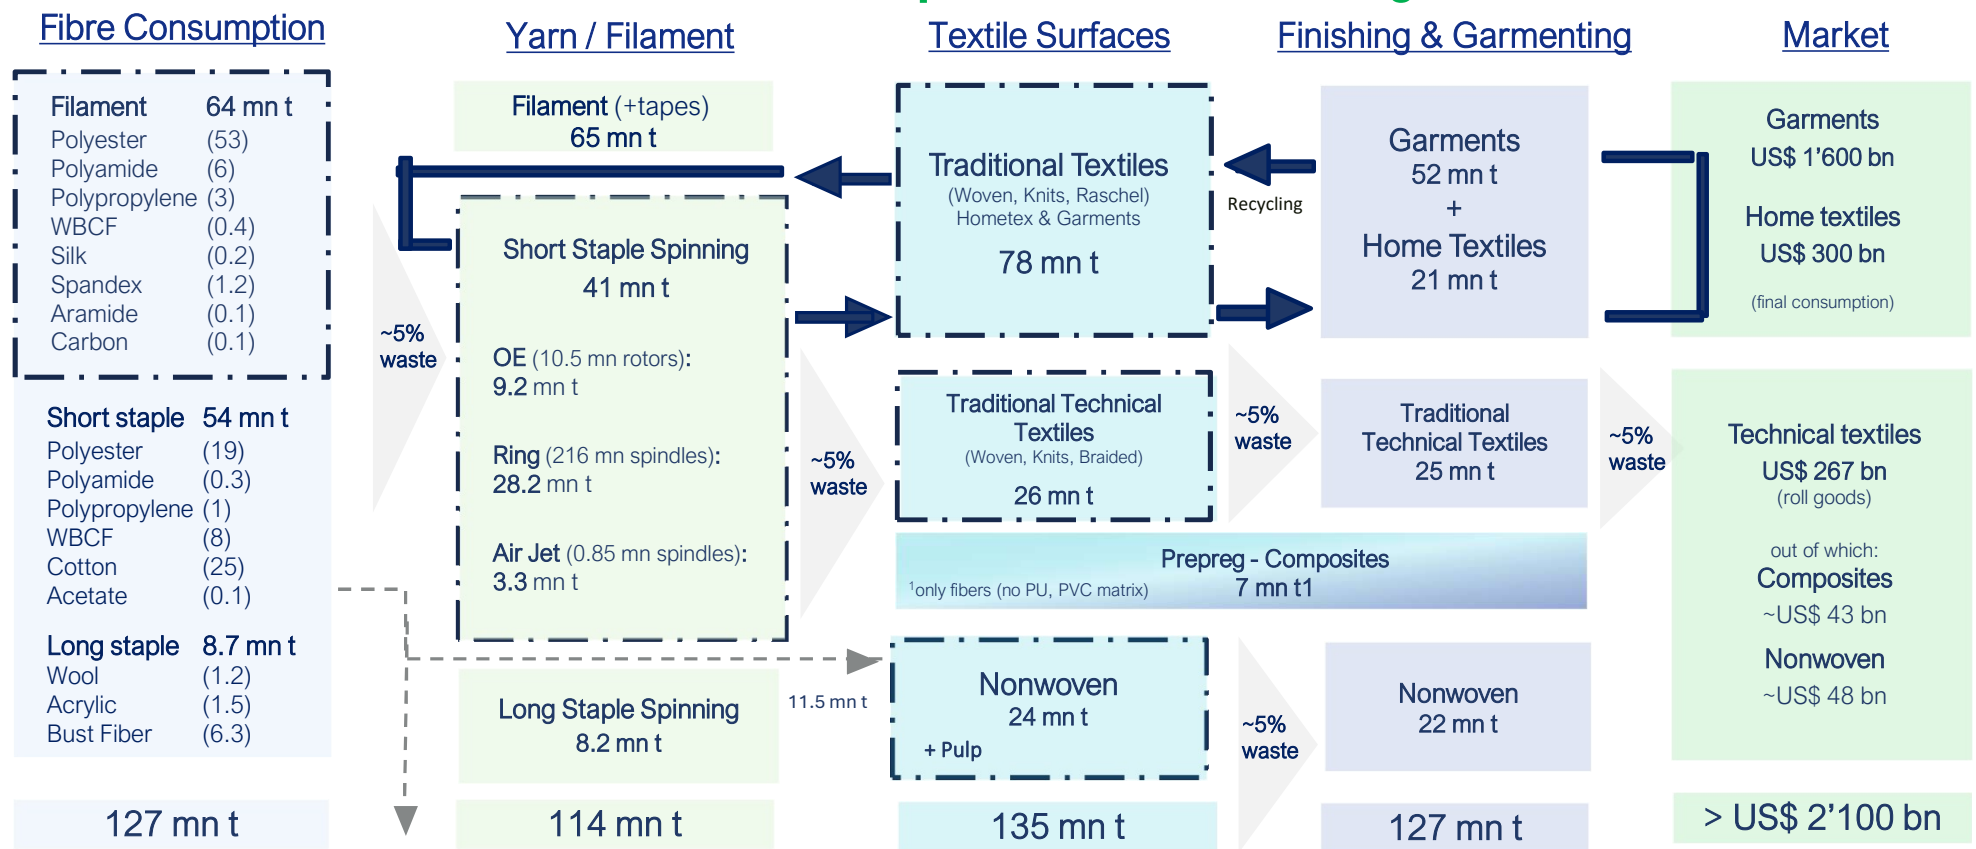 Fibre Consumption
Filament 64 mn t
Polyester (53)
Polyamide (6)
Polypropylene (3)
WBCF (0.4)
Silk (0.2)
Spandex (1.2)
Aramide (0.1)
Carbon (0.1)
Short staple 54 mn t
Polyester (19)
Polyamide (0.3)
Polypropylene (1)
WBCF (8)
Cotton (25)
Acetate (0.1)
Long staple 8.7 mn t
Wool (1.2)
Acrylic (1.5)
Bust Fiber (6.3)
127 mn t
~5%
waste
Yarn / Filament
Filament (+tapes)
65 mn t
Short Staple Spinning
41 mn t
OE (10.5 mn rotors):
9.2 mn t
Ring (216 mn spindles):
28.2 mn t
Air Jet (0.85 mn spindles):
3.3 mn t
Long Staple Spinning
8.2 mn t
114 mn t
~5%
waste
11.5 mn t
Textile Surfaces
Traditional Textiles
(Woven, Knits, Raschel)
Hometex & Garments
78 mn t
Traditional Technical
Textiles
(Woven, Knits, Braided)
26 mn t
Prepreg - Composites
¹only fibers (no PU, PVC matrix) 7 mn t1
Nonwoven
24 mn t
+ Pulp
135 mn t
Recycling
~5%
waste
~5%
waste
Finishing & Garmenting
Garments
52 mn t
+
Home Textiles
21 mn t
Traditional
Technical Textiles
25 mn t
Nonwoven
22 mn t
127 mn t
~5%
waste
Market
Garments
US$ 1'600 bn
Home textiles
US$ 300 bn
(final consumption)
Technical textiles
US$ 267 bn
(roll goods)
out of which:
Composites
~US$ 43 bn
Nonwoven
~US$ 48 bn
> US$ 2'100 bn